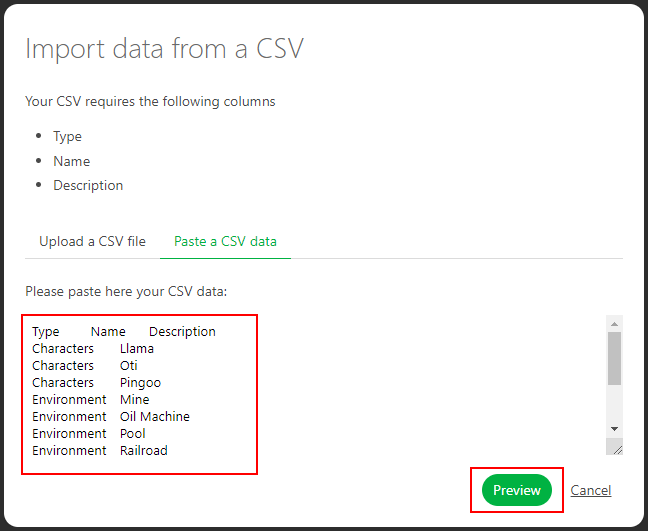 Import data from a CSV
Your CSV requires the following columns
Type
Name
Description
Upload a CSV file Paste a CSV data
Please paste here your CSV data:
Type Name Description
Characters Llama
Characters Oti
Characters Pingoo
Environment Mine
Environment Oil Machine
Environment Pool
Environment Railroad
Preview Cancel